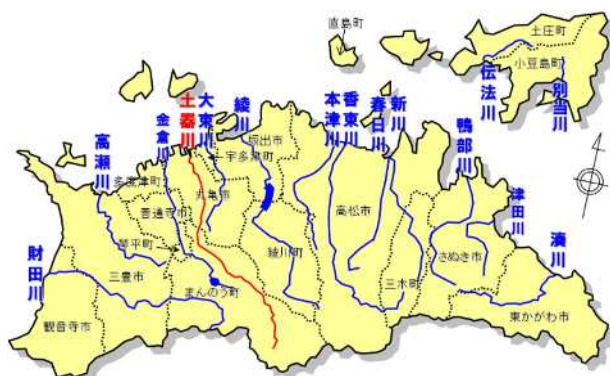 直島町
土庄町
小豆島町
伝法川
別当川
高瀬川
金倉川
土器川
大束川
綾川
本津川
香東川
春日川
新川
鴨部川
津田川
湊川
財田川
坂出市
宇多津町
多度津町
丸亀市
善通寺市
琴平町
高松市
綾川町
三木町
さぬき市
三豊市
まんのう町
観音寺市
東かがわ市